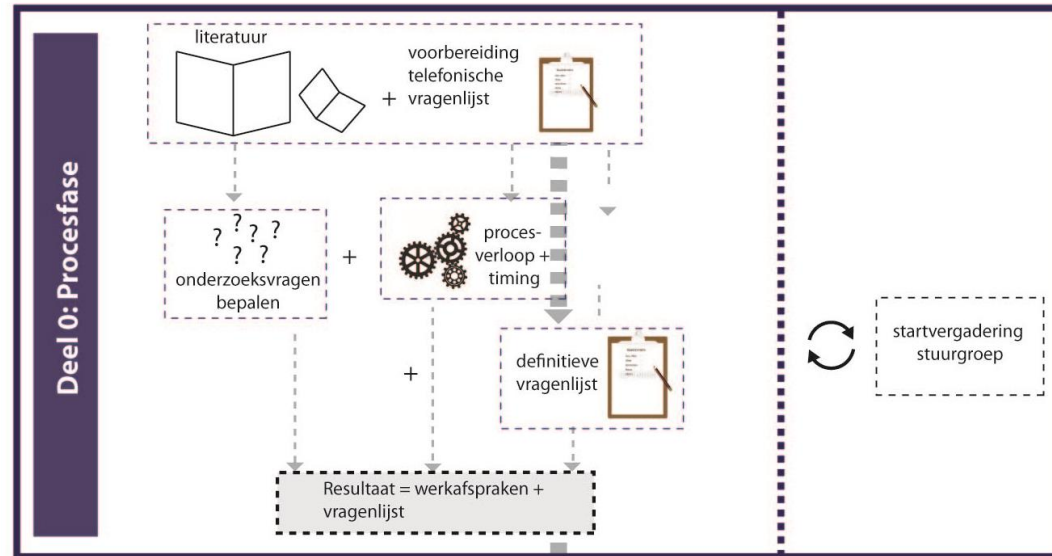 Deel 0: Procesfase
literatuur
+
voorbereiding
telefonische
vragenlijst
? ? ? ?
? ? ?
onderzoeksvragen
bepalen
+
proces-
verloop +
timing
+
definitieve
vragenlijst
Resultaat = werkafspraken +
vragenlijst
startvergadering
stuurgroep